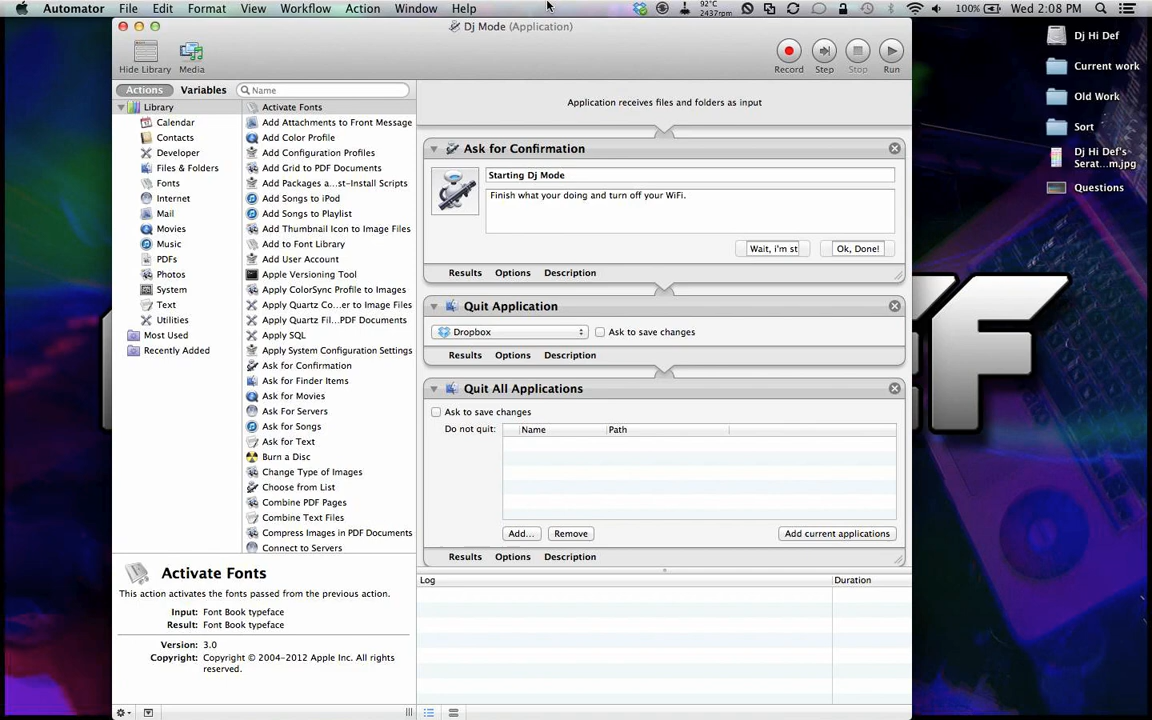 Automator File Edit Format View Workflow Action Window Help 92°C 2437rpm 100% Wed 2:08 PM
Dj Mode (Application)
Hide Library Media Record Step Stop Run
Actions Variables Name
Library
Calendar
Contacts
Developer
Files & Folders
Fonts
Internet
Mail
Movies
Music
PDFs
Photos
System
Text
Utilities
Most Used
Recently Added
Activate Fonts
Add Attachments to Front Message
Add Color Profile
Add Configuration Profiles
Add Grid to PDF Documents
Add Packages a...st-Install Scripts
Add Songs to iPod
Add Songs to Playlist
Add Thumbnail Icon to Image Files
Add to Font Library
Add User Account
Apple Versioning Tool
Apply ColorSync Profile to Images
Apply Quartz Co...er to Image Files
Apply Quartz Fil...PDF Documents
Apply SQL
Apply System Configuration Settings
Ask for Confirmation
Ask for Finder Items
Ask for Movies
Ask For Servers
Ask for Songs
Ask for Text
Burn a Disc
Change Type of Images
Choose from List
Combine PDF Pages
Combine Text Files
Compress Images in PDF Documents
Connect to Servers
Activate Fonts
This action activates the fonts passed from the previous action.
Input: Font Book typeface
Result: Font Book typeface
Version: 3.0
Copyright: Copyright © 2004-2012 Apple Inc. All rights
reserved.
Application receives files and folders as input
Ask for Confirmation
Starting Dj Mode
Finish what your doing and turn off your WiFi.
Wait, i'm st Ok, Done!
Results Options Description
Quit Application
Dropbox Ask to save changes
Results Options Description
Quit All Applications
Ask to save changes
Do not quit: Name Path
Add... Remove Add current applications
Results Options Description
Log Duration
Dj Hi Def
Current work
Old Work
Sort
Dj Hi Def's
Serat...m.jpg
Questions
EF